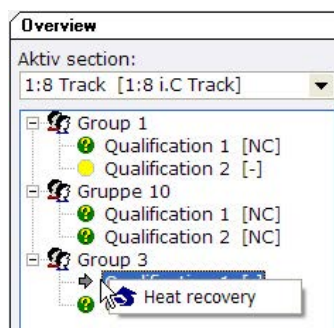 Overview
Aktiv section:
1:8 Track [1:8 i.C Track]
Group 1
Qualification 1 [NC]
Qualification 2 [-]
Gruppe 10
Qualification 1 [NC]
Qualification 2 [NC]
Group 3
Heat recovery